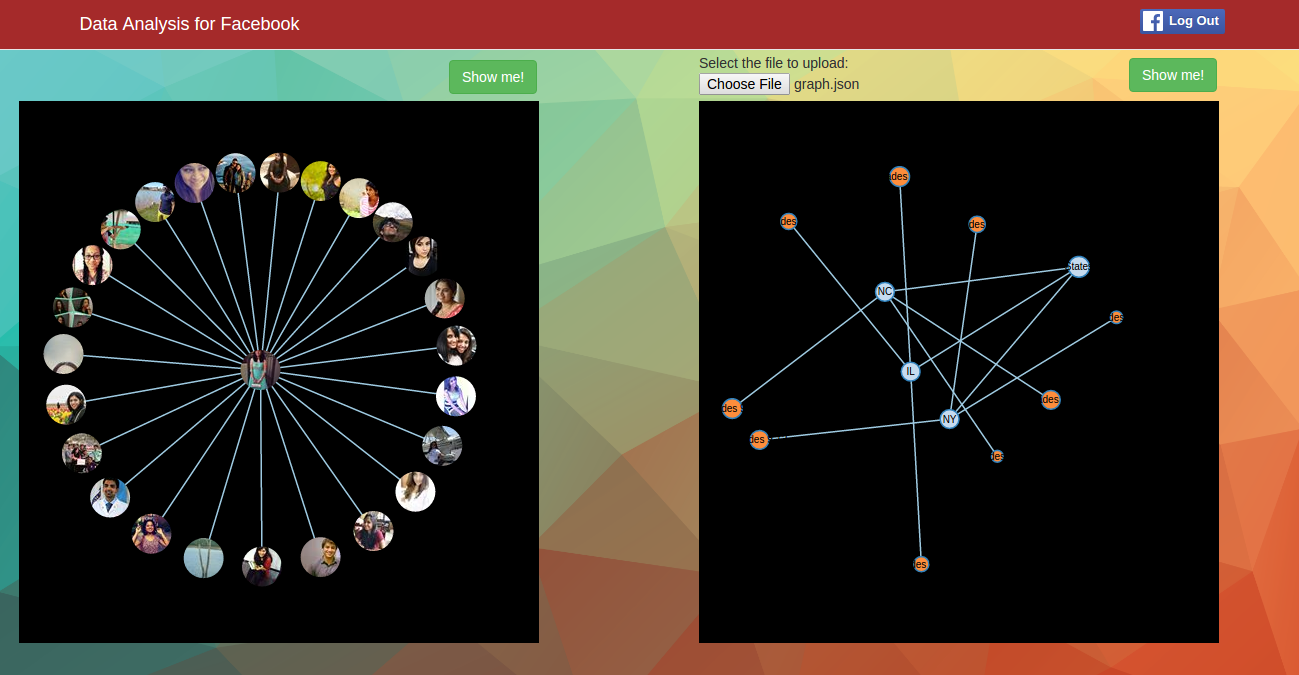 Data Analysis for Facebook
Log Out
Show me!
Select the file to upload:
Choose File graph.json
Show me!
des
des
des
States
NC
des
IL
des
des
NY
des
des
des